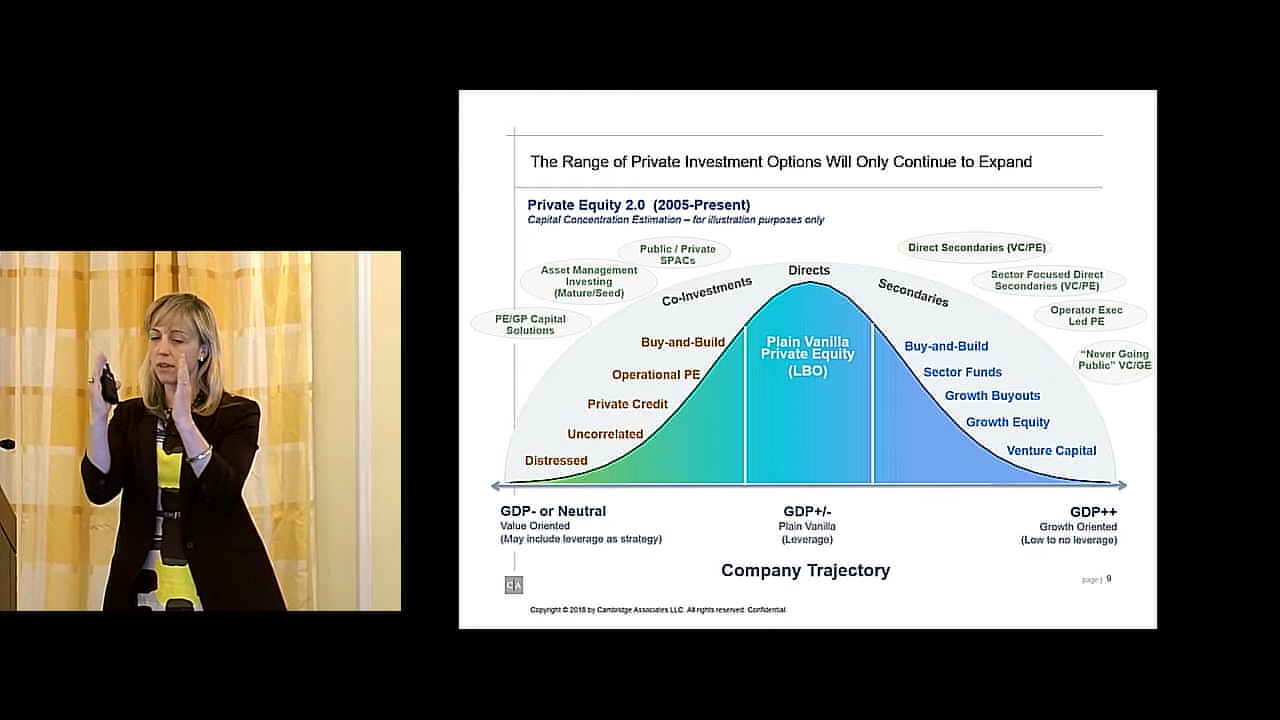 The Range of Private Investment Options Will Only Continue to Expand
Private Equity 2.0 (2005-Present)
Capital Concentration Estimation – for illustration purposes only
Public / Private
SPACs
Direct Secondaries (VC/PE)
Asset Management
Investing
(Mature/Seed)
Directs
Sector Focused Direct
Secondaries (VC/PE)
Co-Investments
Secondaries
PE/GP Capital
Solutions
Operator Exec
Led PE
Buy-and-Build
Plain Vanilla
Private Equity
(LBO)
Buy-and-Build
“Never Going
Public” VC/GE
Operational PE
Sector Funds
Private Credit
Growth Buyouts
Uncorrelated
Growth Equity
Distressed
Venture Capital
GDP- or Neutral
Value Oriented
(May include leverage as strategy)
GDP+/-
Plain Vanilla
(Leverage)
GDP++
Growth Oriented
(Low to no leverage)
Company Trajectory
C A
page | 9
Copyright © 2018 by Cambridge Associates LLC. All rights reserved. Confidential.